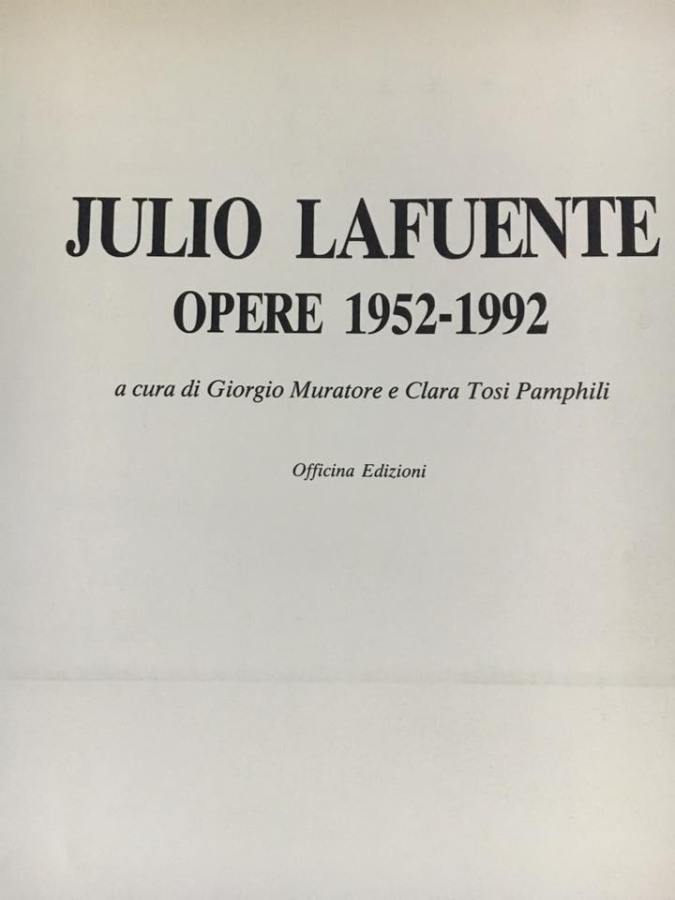 JULIO LAFUENTE
OPERE 1952-1992
a cura di Giorgio Muratore e Clara Tosi Pamphili
Officina Edizioni